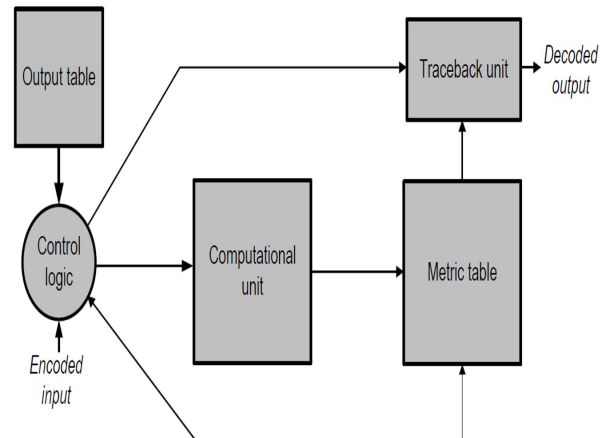 Output table
Traceback unit
Decoded
output
Control
logic
Computational
unit
Metric table
Encoded
input